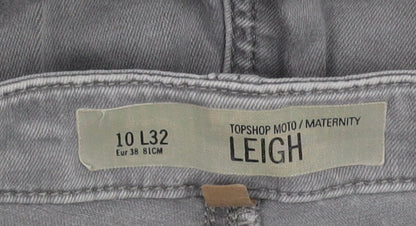 10 L32
Eur 38 81CM
TOPSHOP MOTO / MATERNITY
LEIGH